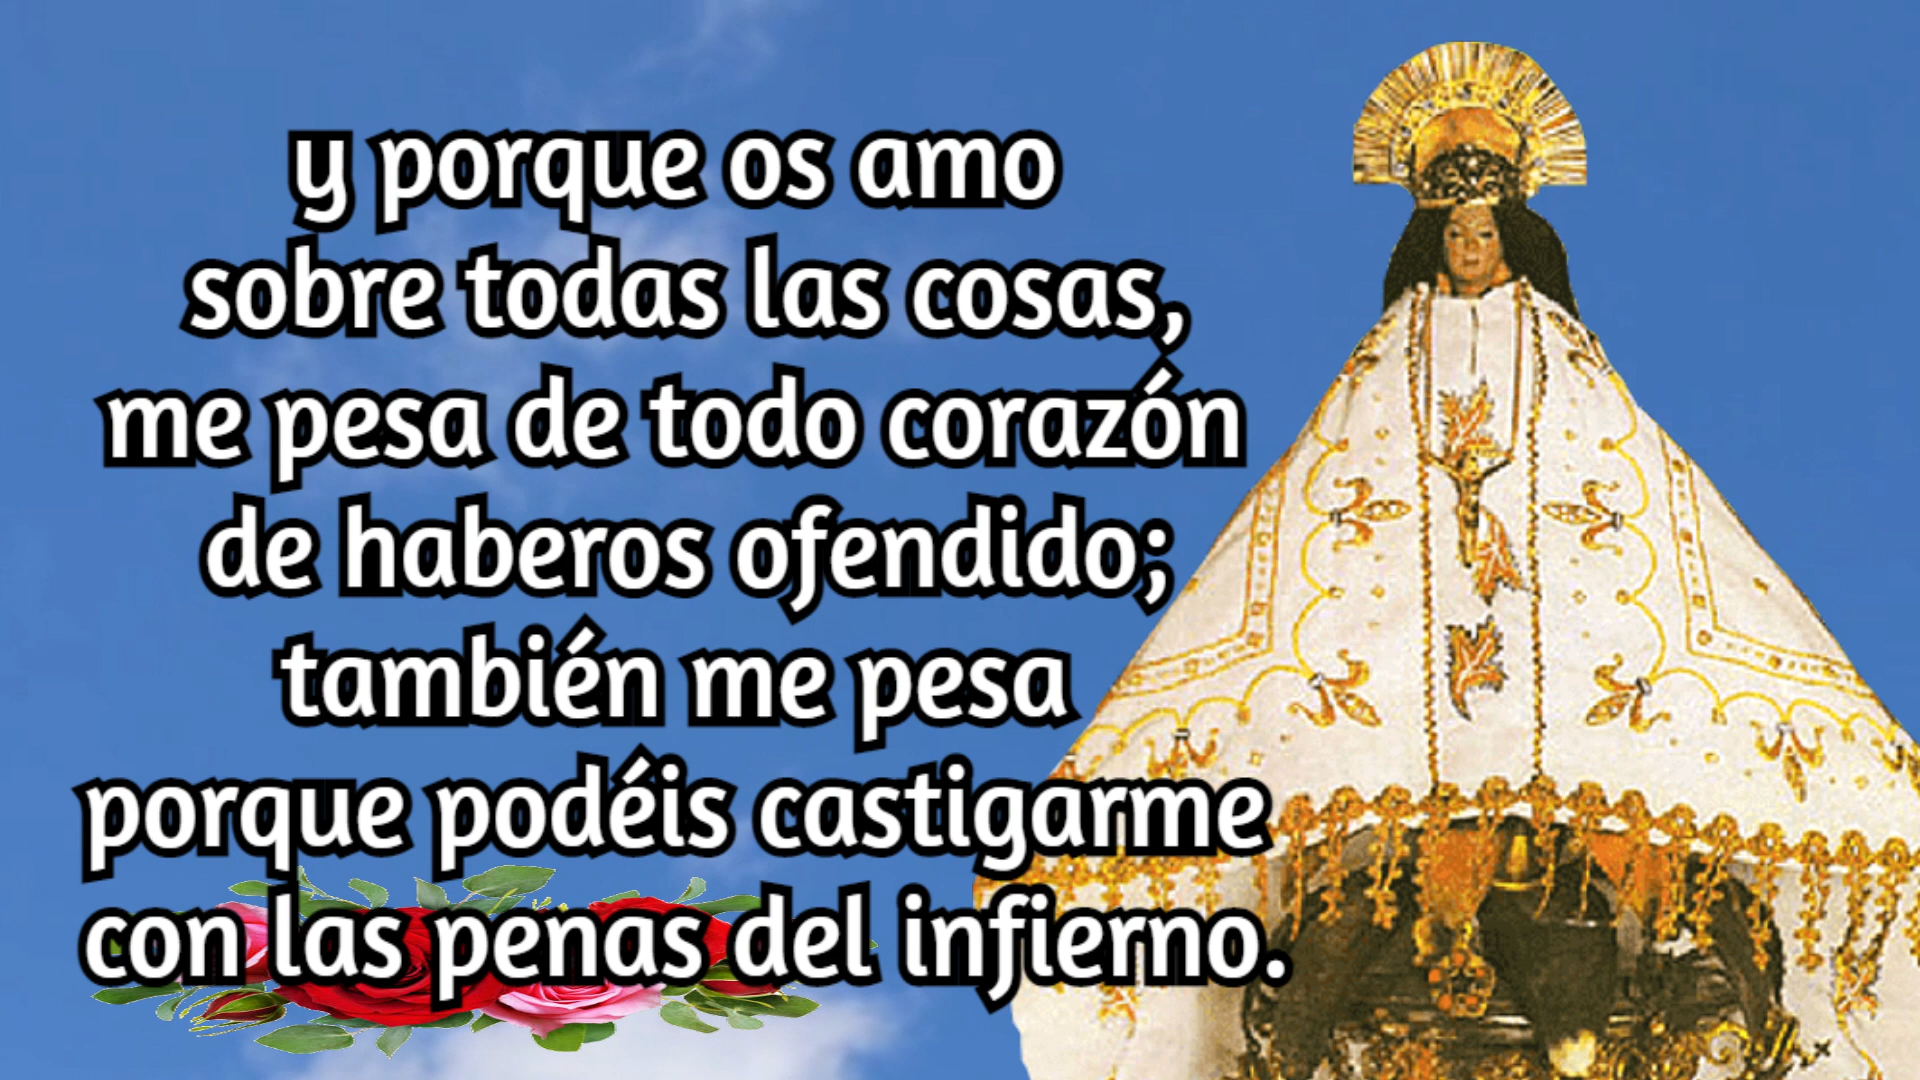 y porque os amo
sobre todas las cosas,
me pesa de todo corazón
de haberos ofendido;
también me pesa
porque podéis castigarme
con las penas del infierno.